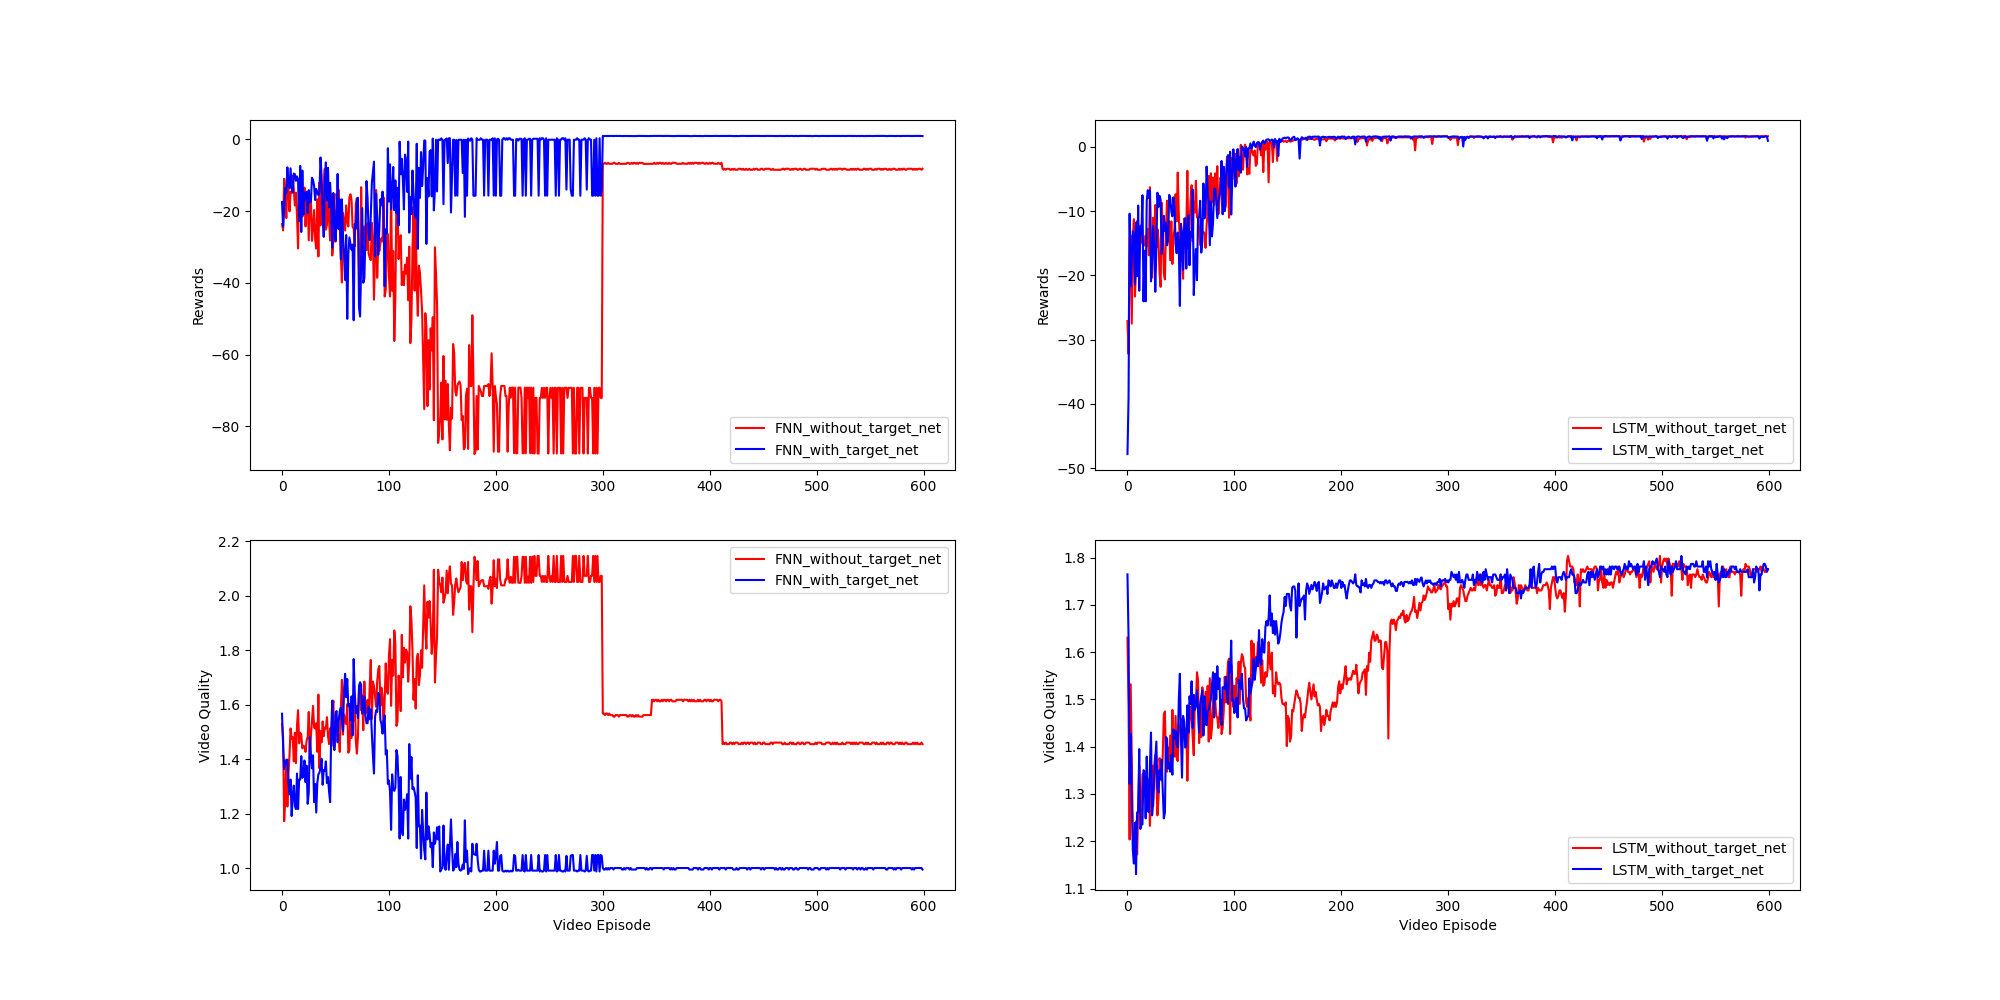 0
−20
−40
−60
−80
Rewards
0 100 200 300 400 500 600
FNN_without_target_net
FNN_with_target_net
0
−10
−20
−30
−40
−50
Rewards
0 100 200 300 400 500 600
LSTM_without_target_net
LSTM_with_target_net
2.2
2.0
1.8
1.6
1.4
1.2
1.0
Video Quality
0 100 200 300 400 500 600
Video Episode
FNN_without_target_net
FNN_with_target_net
1.8
1.7
1.6
1.5
1.4
1.3
1.2
1.1
Video Quality
0 100 200 300 400 500 600
Video Episode
LSTM_without_target_net
LSTM_with_target_net